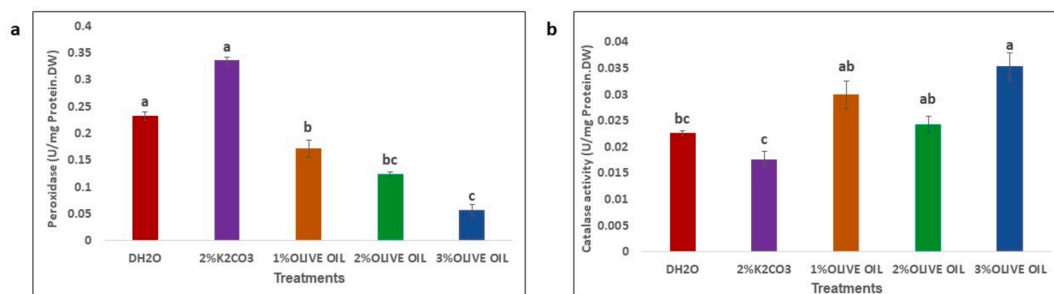 a
Peroxidase (U/mg Protein.DW)
0.4
0.35
0.3
0.25
0.2
0.15
0.1
0.05
0
a
a
b
bc
c
DH2O 2%K2CO3 1%OLIVE OIL 2%OLIVE OIL 3%OLIVE OIL
Treatments
b
Catalase activity (U/mg Protein.DW)
0.04
0.035
0.03
0.025
0.02
0.015
0.01
0.005
0
bc
c
ab
ab
a
DH2O 2%K2CO3 1%OLIVE OIL 2%OLIVE OIL 3%OLIVE OIL
Treatments